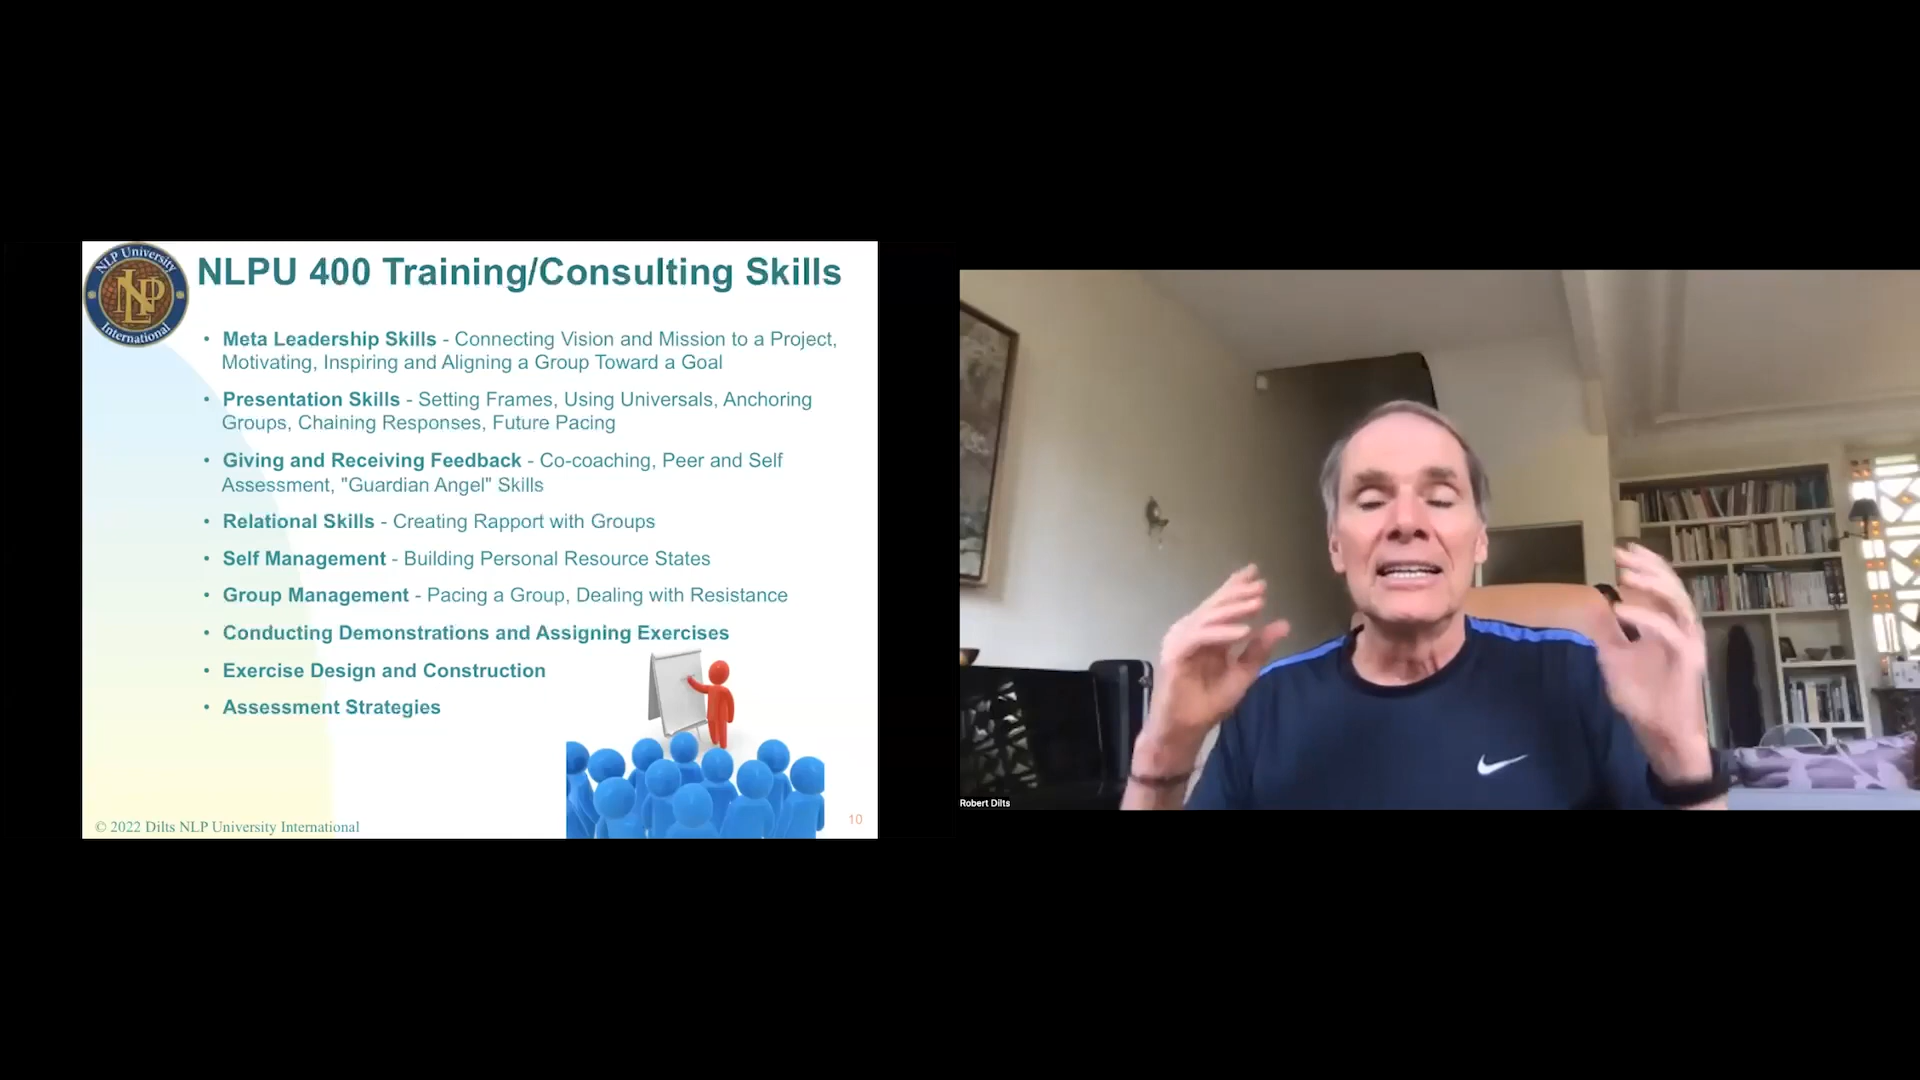 NLP University
NLP
International
NLPU 400 Training/Consulting Skills
• Meta Leadership Skills - Connecting Vision and Mission to a Project,
Motivating, Inspiring and Aligning a Group Toward a Goal
• Presentation Skills - Setting Frames, Using Universals, Anchoring
Groups, Chaining Responses, Future Pacing
• Giving and Receiving Feedback - Co-coaching, Peer and Self
Assessment, "Guardian Angel" Skills
• Relational Skills - Creating Rapport with Groups
• Self Management - Building Personal Resource States
• Group Management - Pacing a Group, Dealing with Resistance
• Conducting Demonstrations and Assigning Exercises
• Exercise Design and Construction
• Assessment Strategies
© 2022 Dilts NLP University International
10
Robert Dilts